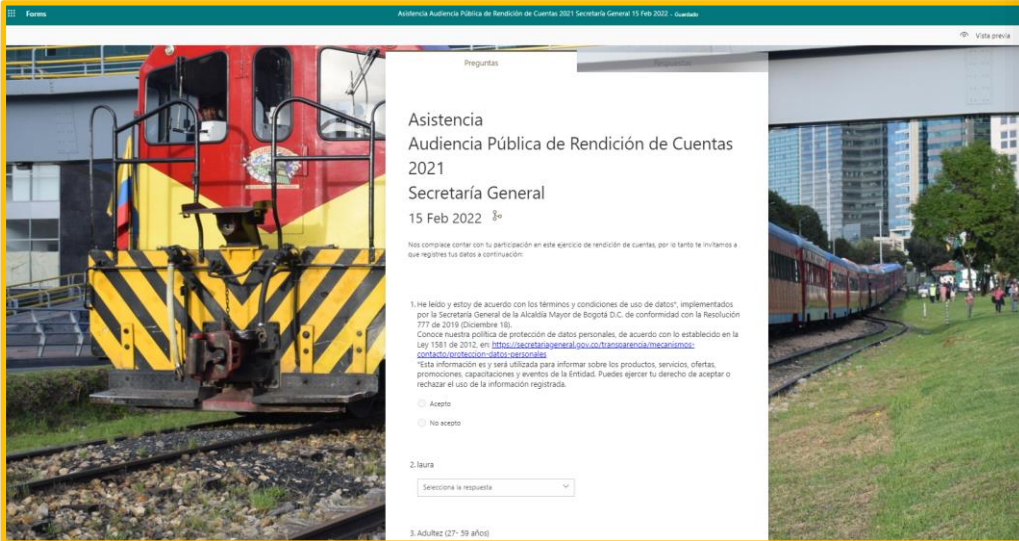 Forms
Asistencia Audiencia Pública de Rendición de Cuentas 2021 Secretaría General 15 Feb 2022 - Guardado
Vista previa
Preguntas
Respuestas
Asistencia
Audiencia Pública de Rendición de Cuentas
2021
Secretaría General
15 Feb 2022
Nos complace contar con tu participación en este ejercicio de rendición de cuentas, por lo tanto te invitamos a
que registres tus datos a continuación:
1. He leído y estoy de acuerdo con los términos y condiciones de uso de datos*, implementados
por la Secretaría General de la Alcaldía Mayor de Bogotá D.C. de conformidad con la Resolución
777 de 2019 (Diciembre 18).
Conoce nuestra política de protección de datos personales, de acuerdo con lo establecido en la
Ley 1581 de 2012, en: https://secretariageneral.gov.co/transparencia/mecanismos-
contacto/proteccion-datos-personales
*Esta información es y será utilizada para informar sobre los productos, servicios, ofertas,
promociones, capacitaciones y eventos de la Entidad. Puedes ejercer tu derecho de aceptar o
rechazar el uso de la información registrada.
Acepto
No acepto
2. laura
Selecciona la respuesta
3. Adultez (27- 59 años)